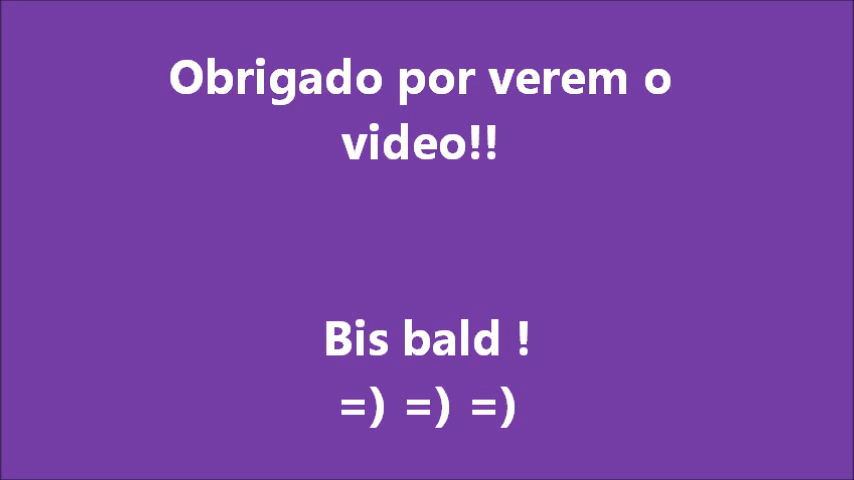 Obrigado por verem o
video!!
Bis bald !
=) =) =)